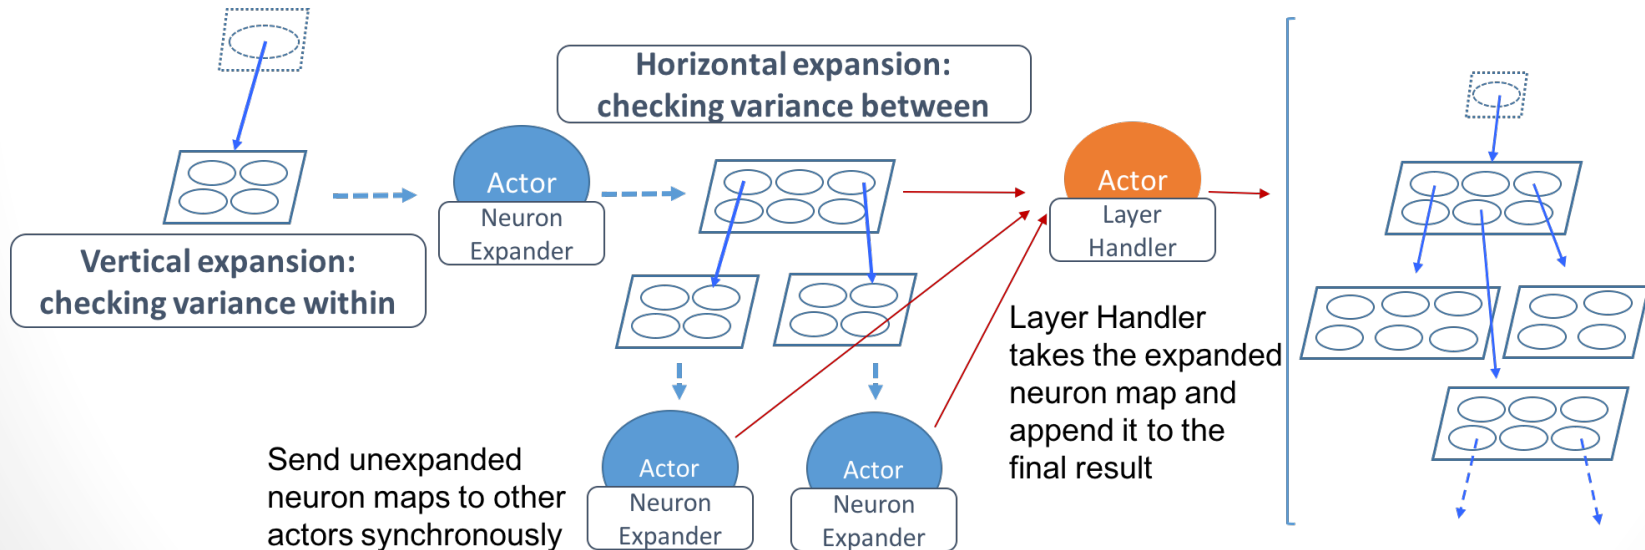 Horizontal expansion:
checking variance between
Actor
Neuron
Expander
Actor
Layer
Handler
Vertical expansion:
checking variance within
Layer Handler
takes the expanded
neuron map and
append it to the
final result
Send unexpanded
neuron maps to other
actors synchronously
Actor
Neuron
Expander
Actor
Neuron
Expander